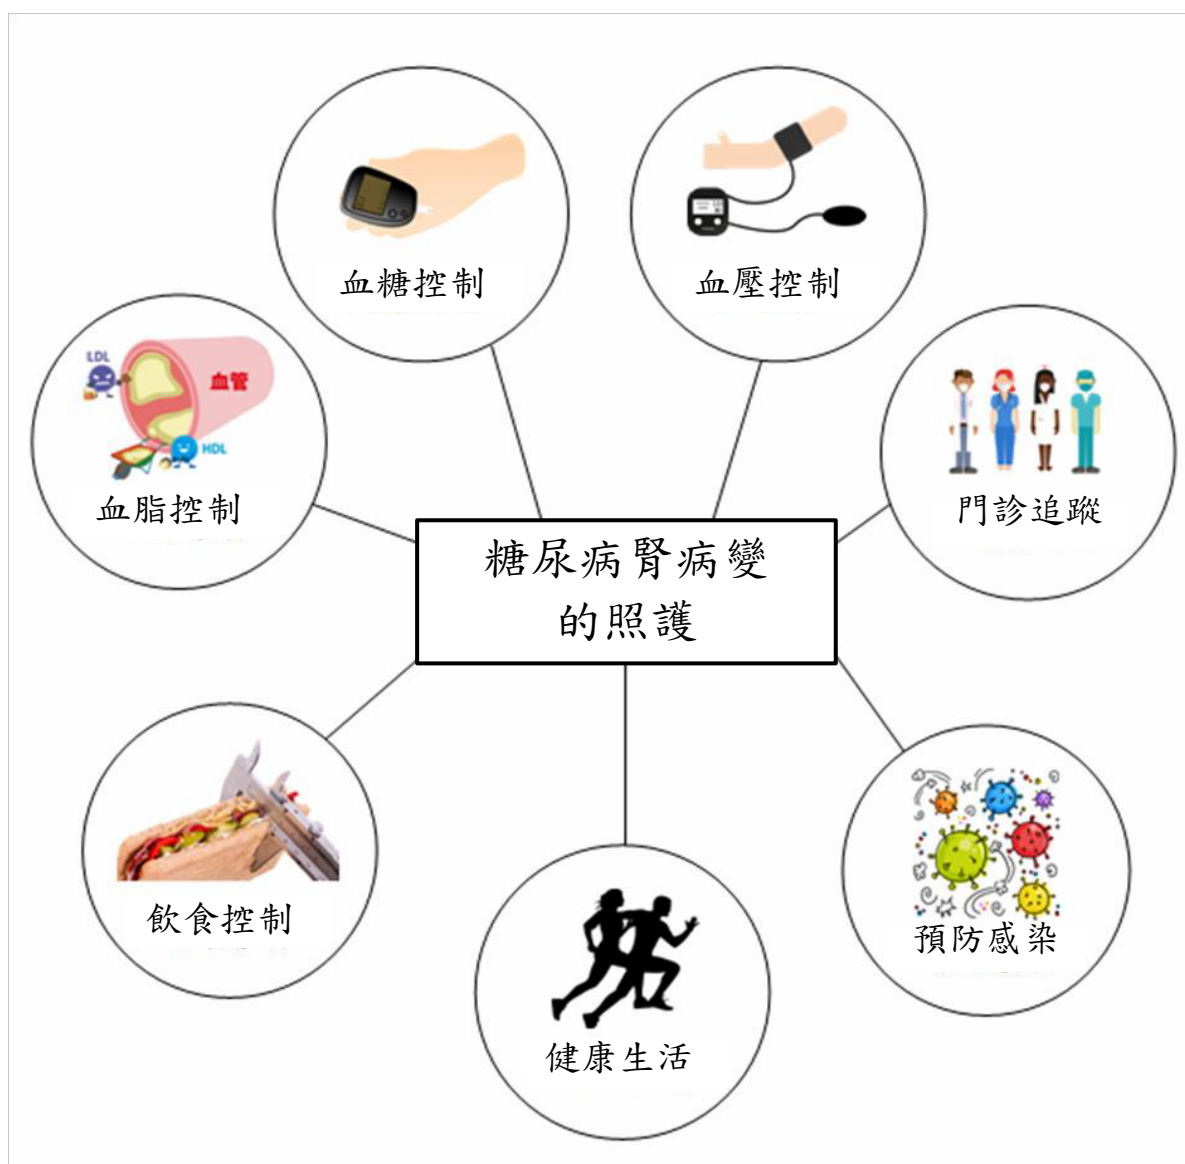 血糖控制
血壓控制
LDL
血管
HDL
血脂控制
門診追蹤
糖尿病腎病變
的照護
飲食控制
預防感染
健康生活